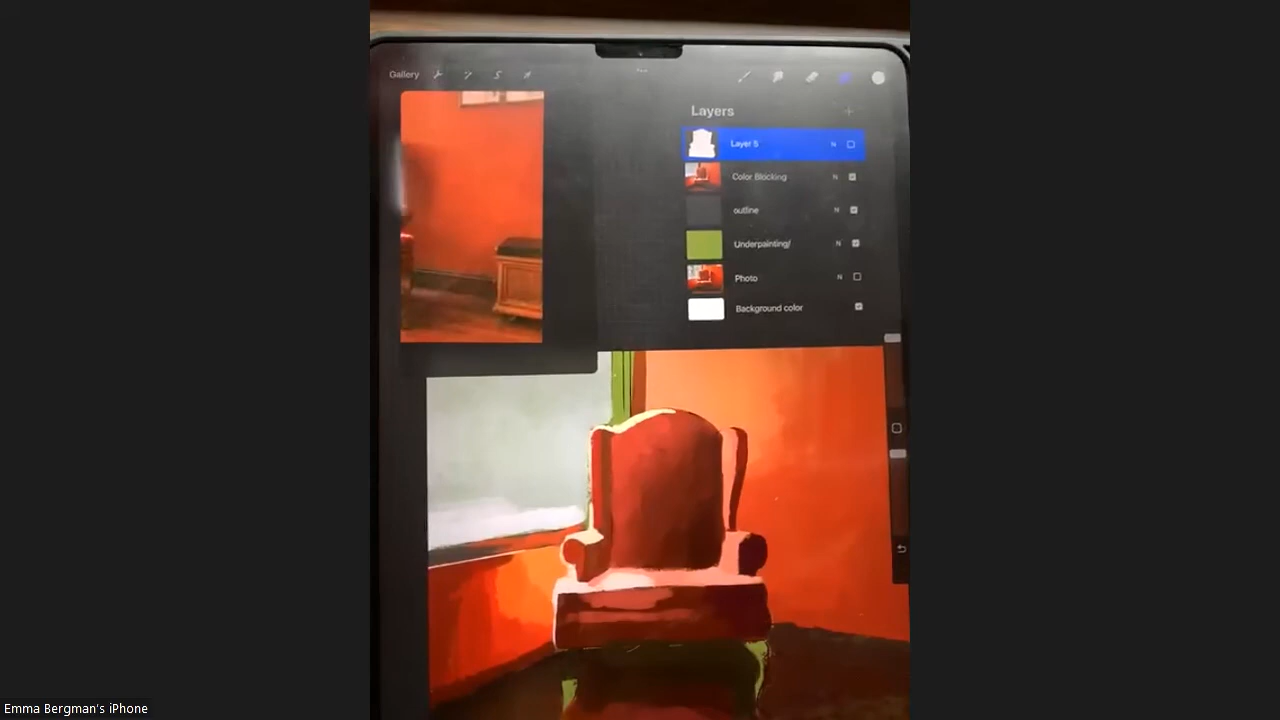 Gallery
Layers
Layer 5 N
Color Blocking N
outline N
Underpainting/ N
Photo N
Background color
Emma Bergman's iPhone